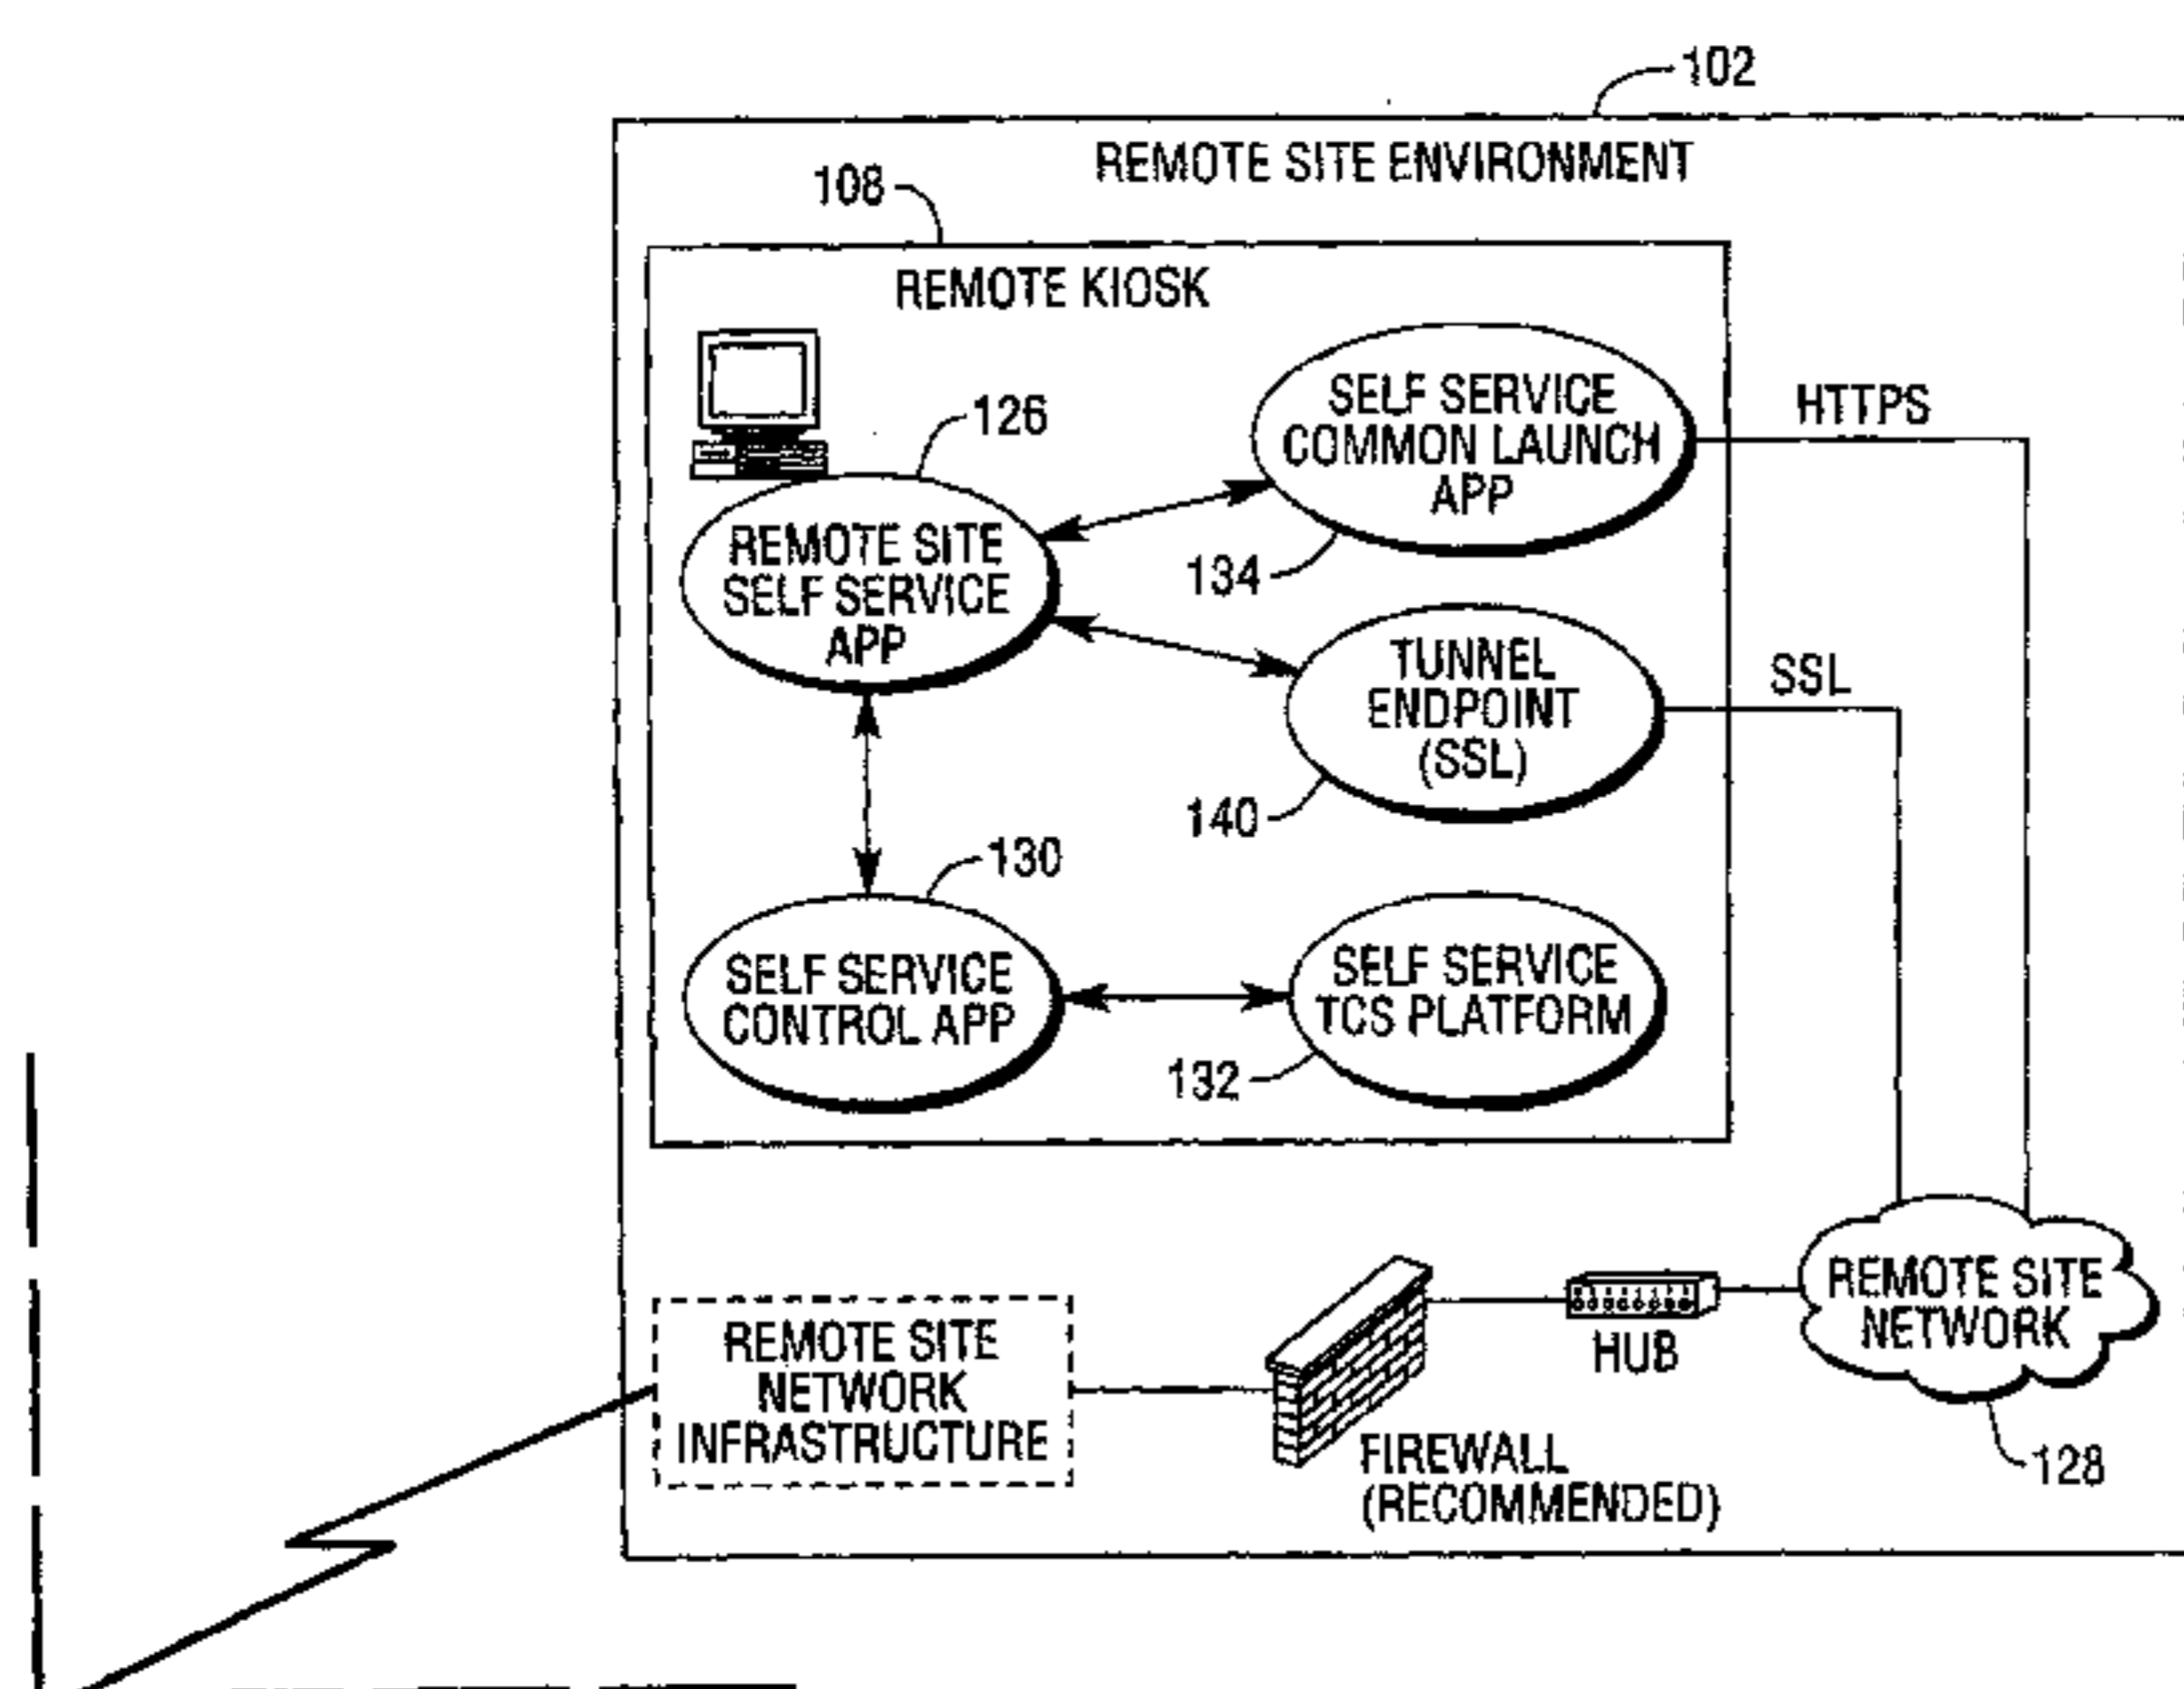 102
REMOTE SITE ENVIRONMENT
108
REMOTE KIOSK
126
REMOTE SITE
SELF SERVICE
APP
SELF SERVICE
COMMON LAUNCH
APP
134
HTTPS
TUNNEL
ENDPOINT
(SSL)
140
SSL
130
SELF SERVICE
CONTROL APP
SELF SERVICE
TCS PLATFORM
132
REMOTE SITE
NETWORK
INFRASTRUCTURE
FIREWALL
(RECOMMENDED)
HUB
REMOTE SITE
NETWORK
128